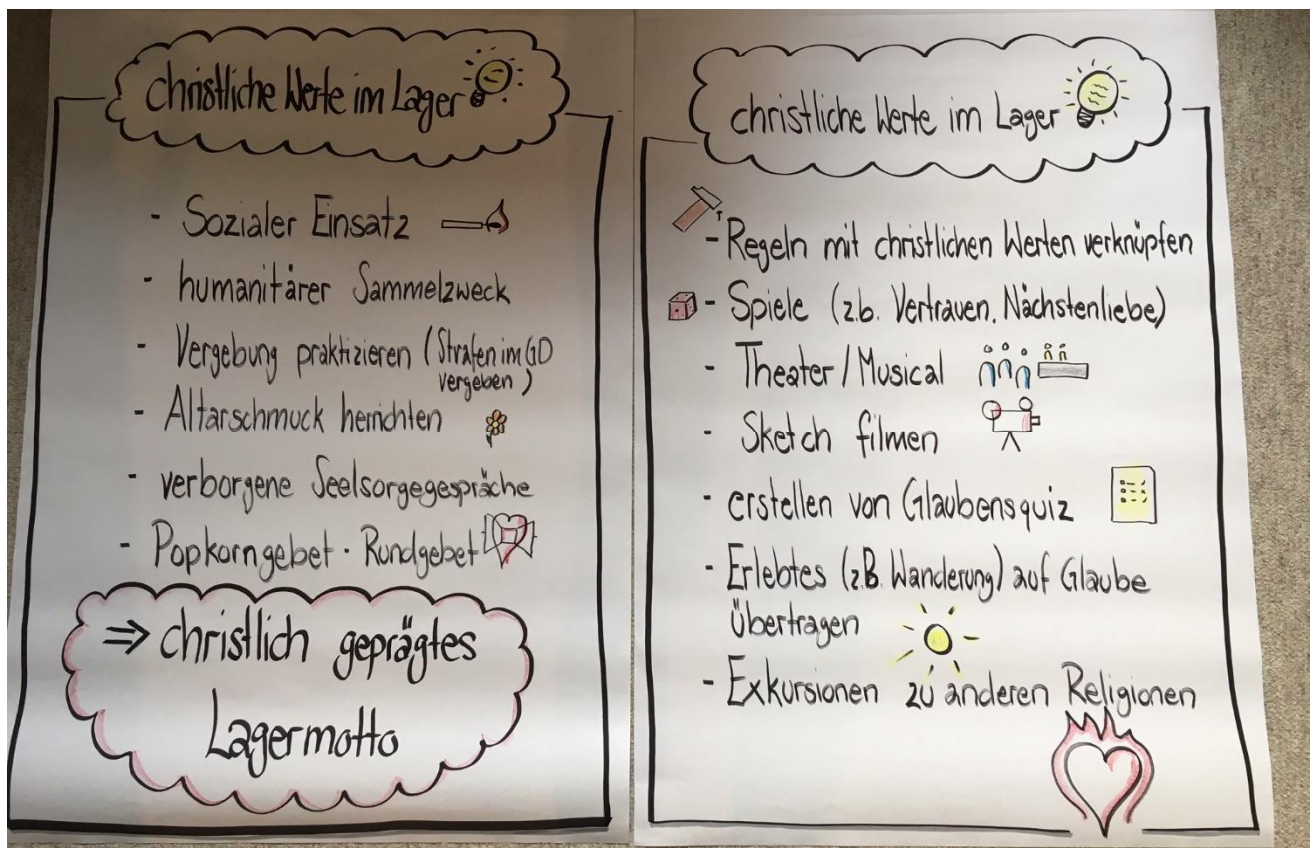 christliche Werte im Lager
- Sozialer Einsatz
- humanitärer Sammelzweck
- Vergebung praktizieren (Strafen im GD
vergeben)
- Altarschmuck herrichten
- verborgene Seelsorgegespräche
- Popkorngebet · Rundgebet
⇒ christlich geprägtes
Lagermotto
christliche Werte im Lager
- Regeln mit christlichen Werten verknüpfen
- Spiele (z.b. Vertrauen, Nächstenliebe)
- Theater / Musical
- Sketch filmen
- erstellen von Glaubensquiz
- Erlebtes (z.B. Wanderung) auf Glaube
Übertragen
- Exkursionen zu anderen Religionen